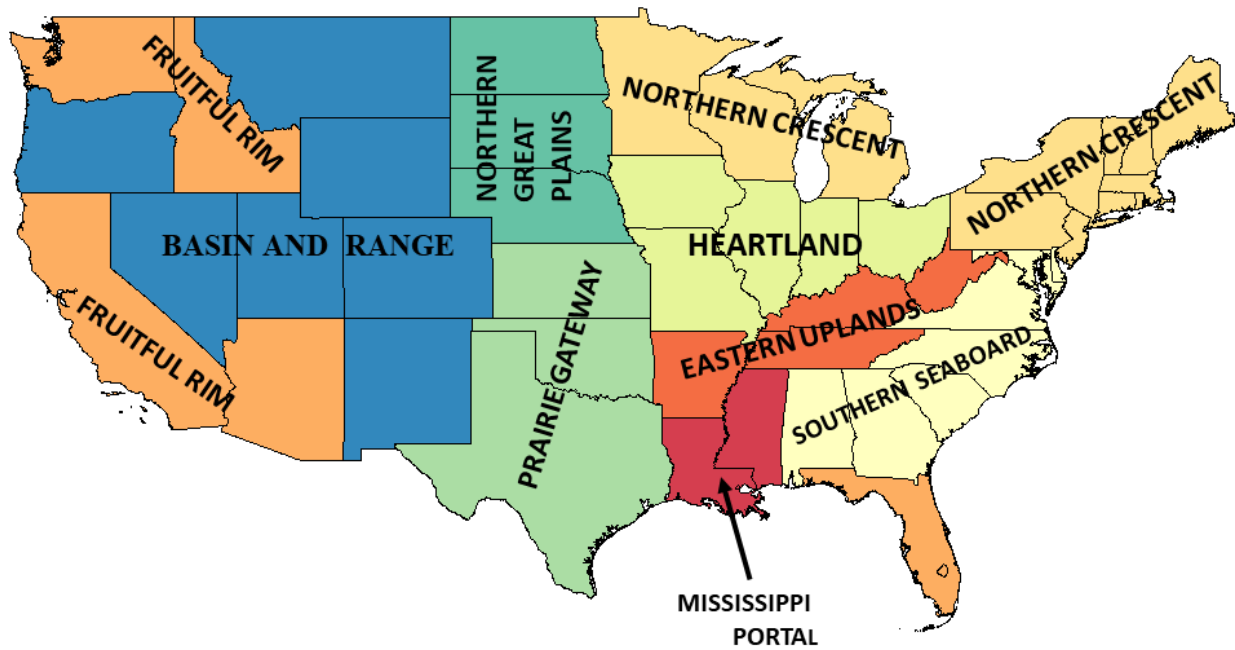 FRUITFUL RIM
NORTHERN
GREAT
PLAINS
NORTHERN CRESCENT
NORTHERN CRESCENT
BASIN AND RANGE
HEARTLAND
FRUITFUL RIM
PRAIRIE GATEWAY
EASTERN UPLANDS
SOUTHERN SEABOARD
MISSISSIPPI
PORTAL